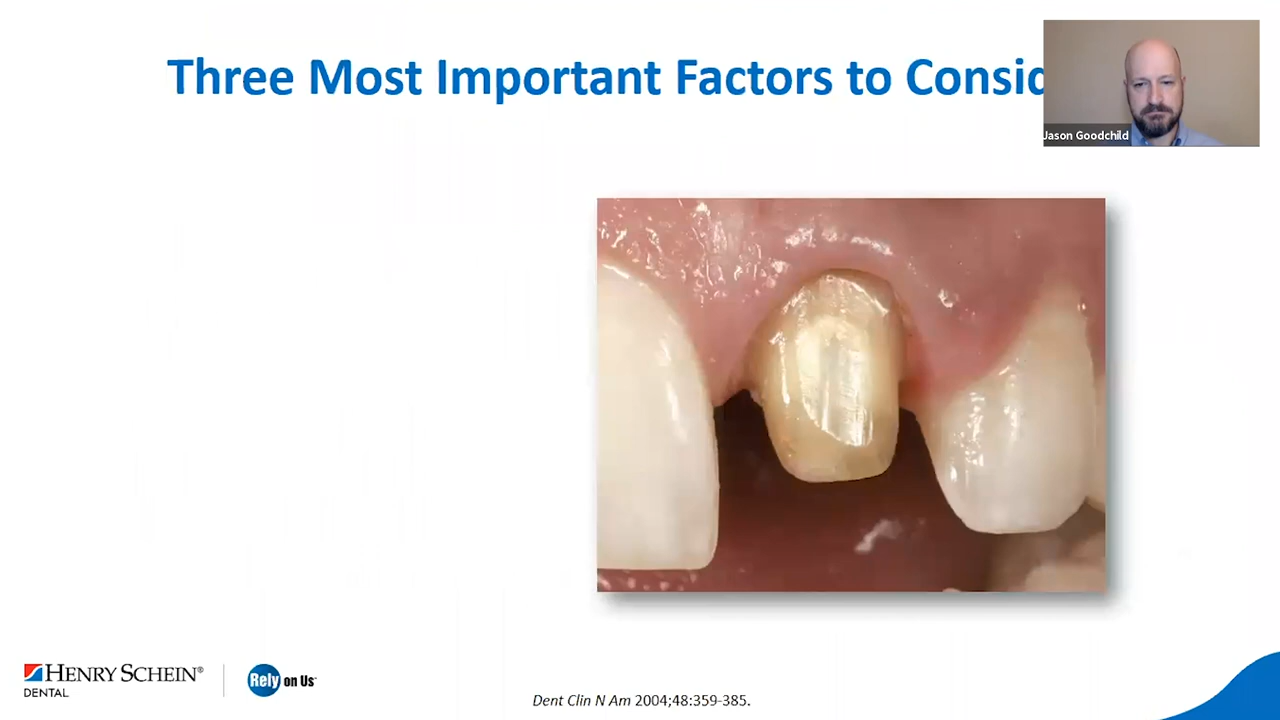 Three Most Important Factors to Consid
Jason Goodchild
HENRY SCHEIN®
DENTAL
Rely on Us
Dent Clin N Am 2004;48:359-385.